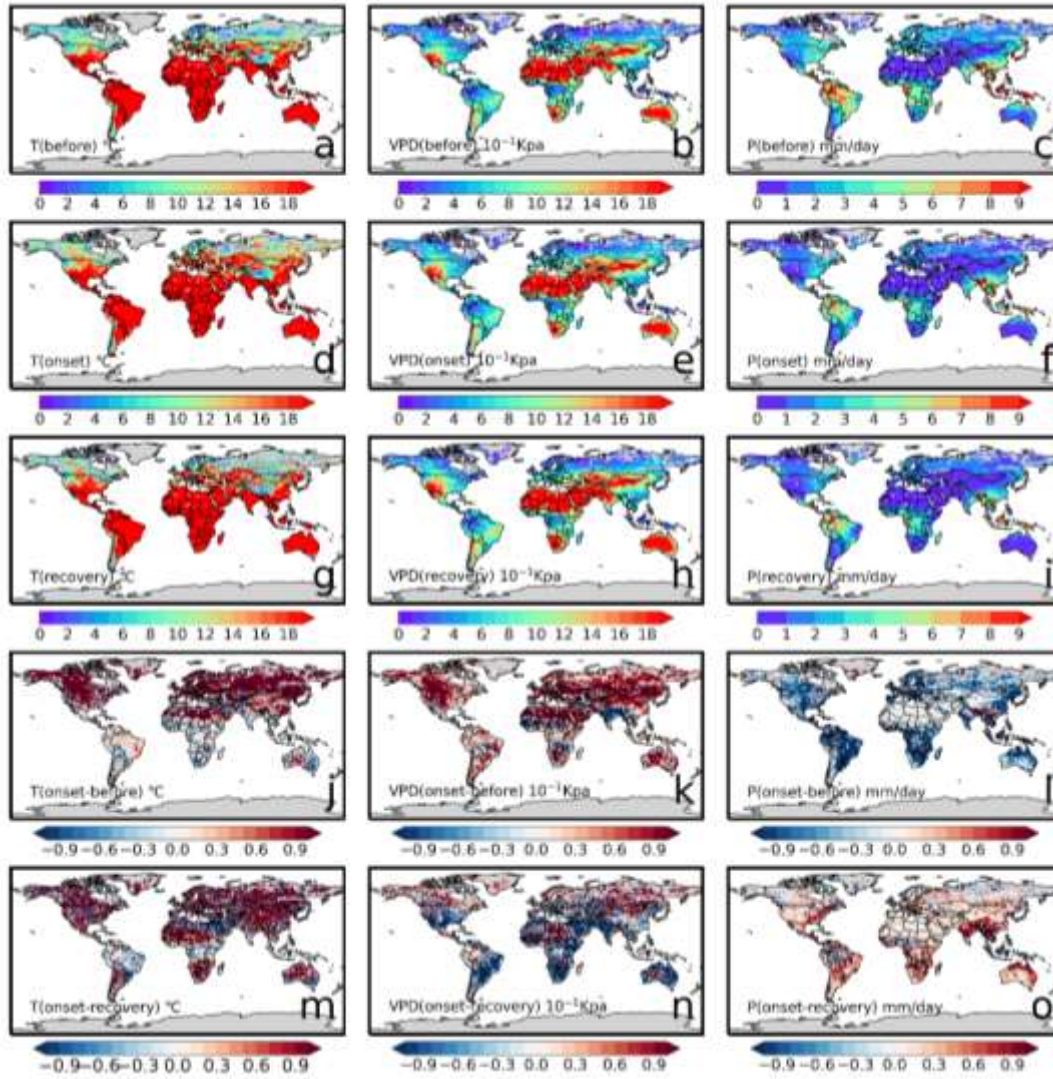 T(before) ℃ a
VPD(before) 10⁻¹Kpa b
P(before) mm/day c
0 2 4 6 8 10 12 14 16 18
0 2 4 6 8 10 12 14 16 18
0 1 2 3 4 5 6 7 8 9
T(onset) ℃ d
VPD(onset) 10⁻¹Kpa e
P(onset) mm/day f
0 2 4 6 8 10 12 14 16 18
0 2 4 6 8 10 12 14 16 18
0 1 2 3 4 5 6 7 8 9
T(recovery) ℃ g
VPD(recovery) 10⁻¹Kpa h
P(recovery) mm/day i
0 2 4 6 8 10 12 14 16 18
0 2 4 6 8 10 12 14 16 18
0 1 2 3 4 5 6 7 8 9
T(onset-before) ℃ j
VPD(onset-before) 10⁻¹Kpa k
P(onset-before) mm/day l
−0.9 −0.6 −0.3 0.0 0.3 0.6 0.9
−0.9 −0.6 −0.3 0.0 0.3 0.6 0.9
−0.9 −0.6 −0.3 0.0 0.3 0.6 0.9
T(onset-recovery) ℃ m
VPD(onset-recovery) 10⁻¹Kpa n
P(onset-recovery) mm/day o
−0.9 −0.6 −0.3 0.0 0.3 0.6 0.9
−0.9 −0.6 −0.3 0.0 0.3 0.6 0.9
−0.9 −0.6 −0.3 0.0 0.3 0.6 0.9